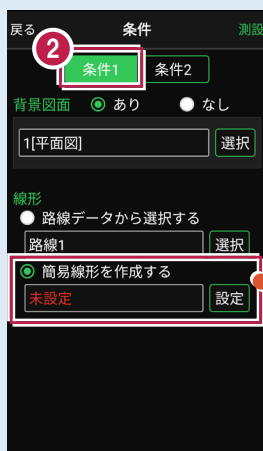 戻る 条件 測設
2
条件1 条件2
背景図面 あり なし
1[平面図] 選択
線形
路線データから選択する
路線1 選択
簡易線形を作成する
未設定 設定